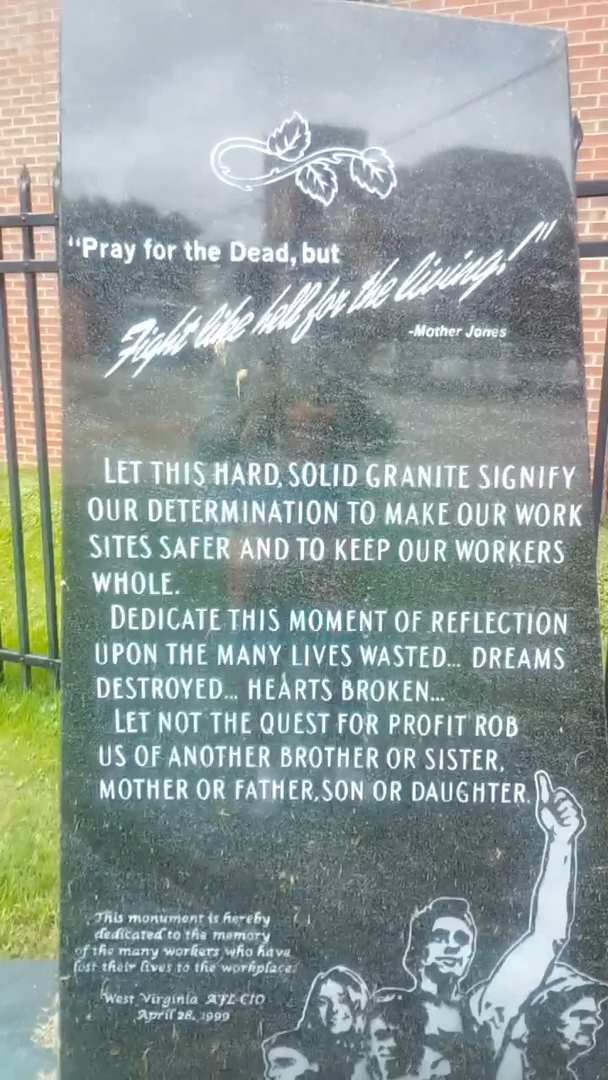 "Pray for the Dead, but
Fight like hell for the living!"
-Mother Jones
LET THIS HARD, SOLID GRANITE SIGNIFY
OUR DETERMINATION TO MAKE OUR WORK
SITES SAFER AND TO KEEP OUR WORKERS
WHOLE.
DEDICATE THIS MOMENT OF REFLECTION
UPON THE MANY LIVES WASTED... DREAMS
DESTROYED... HEARTS BROKEN...
LET NOT THE QUEST FOR PROFIT ROB
US OF ANOTHER BROTHER OR SISTER,
MOTHER OR FATHER, SON OR DAUGHTER.
This monument is hereby
dedicated to the memory
of the many workers who have
lost their lives to the workplace.
West Virginia AFL-CIO
April 28, 1999